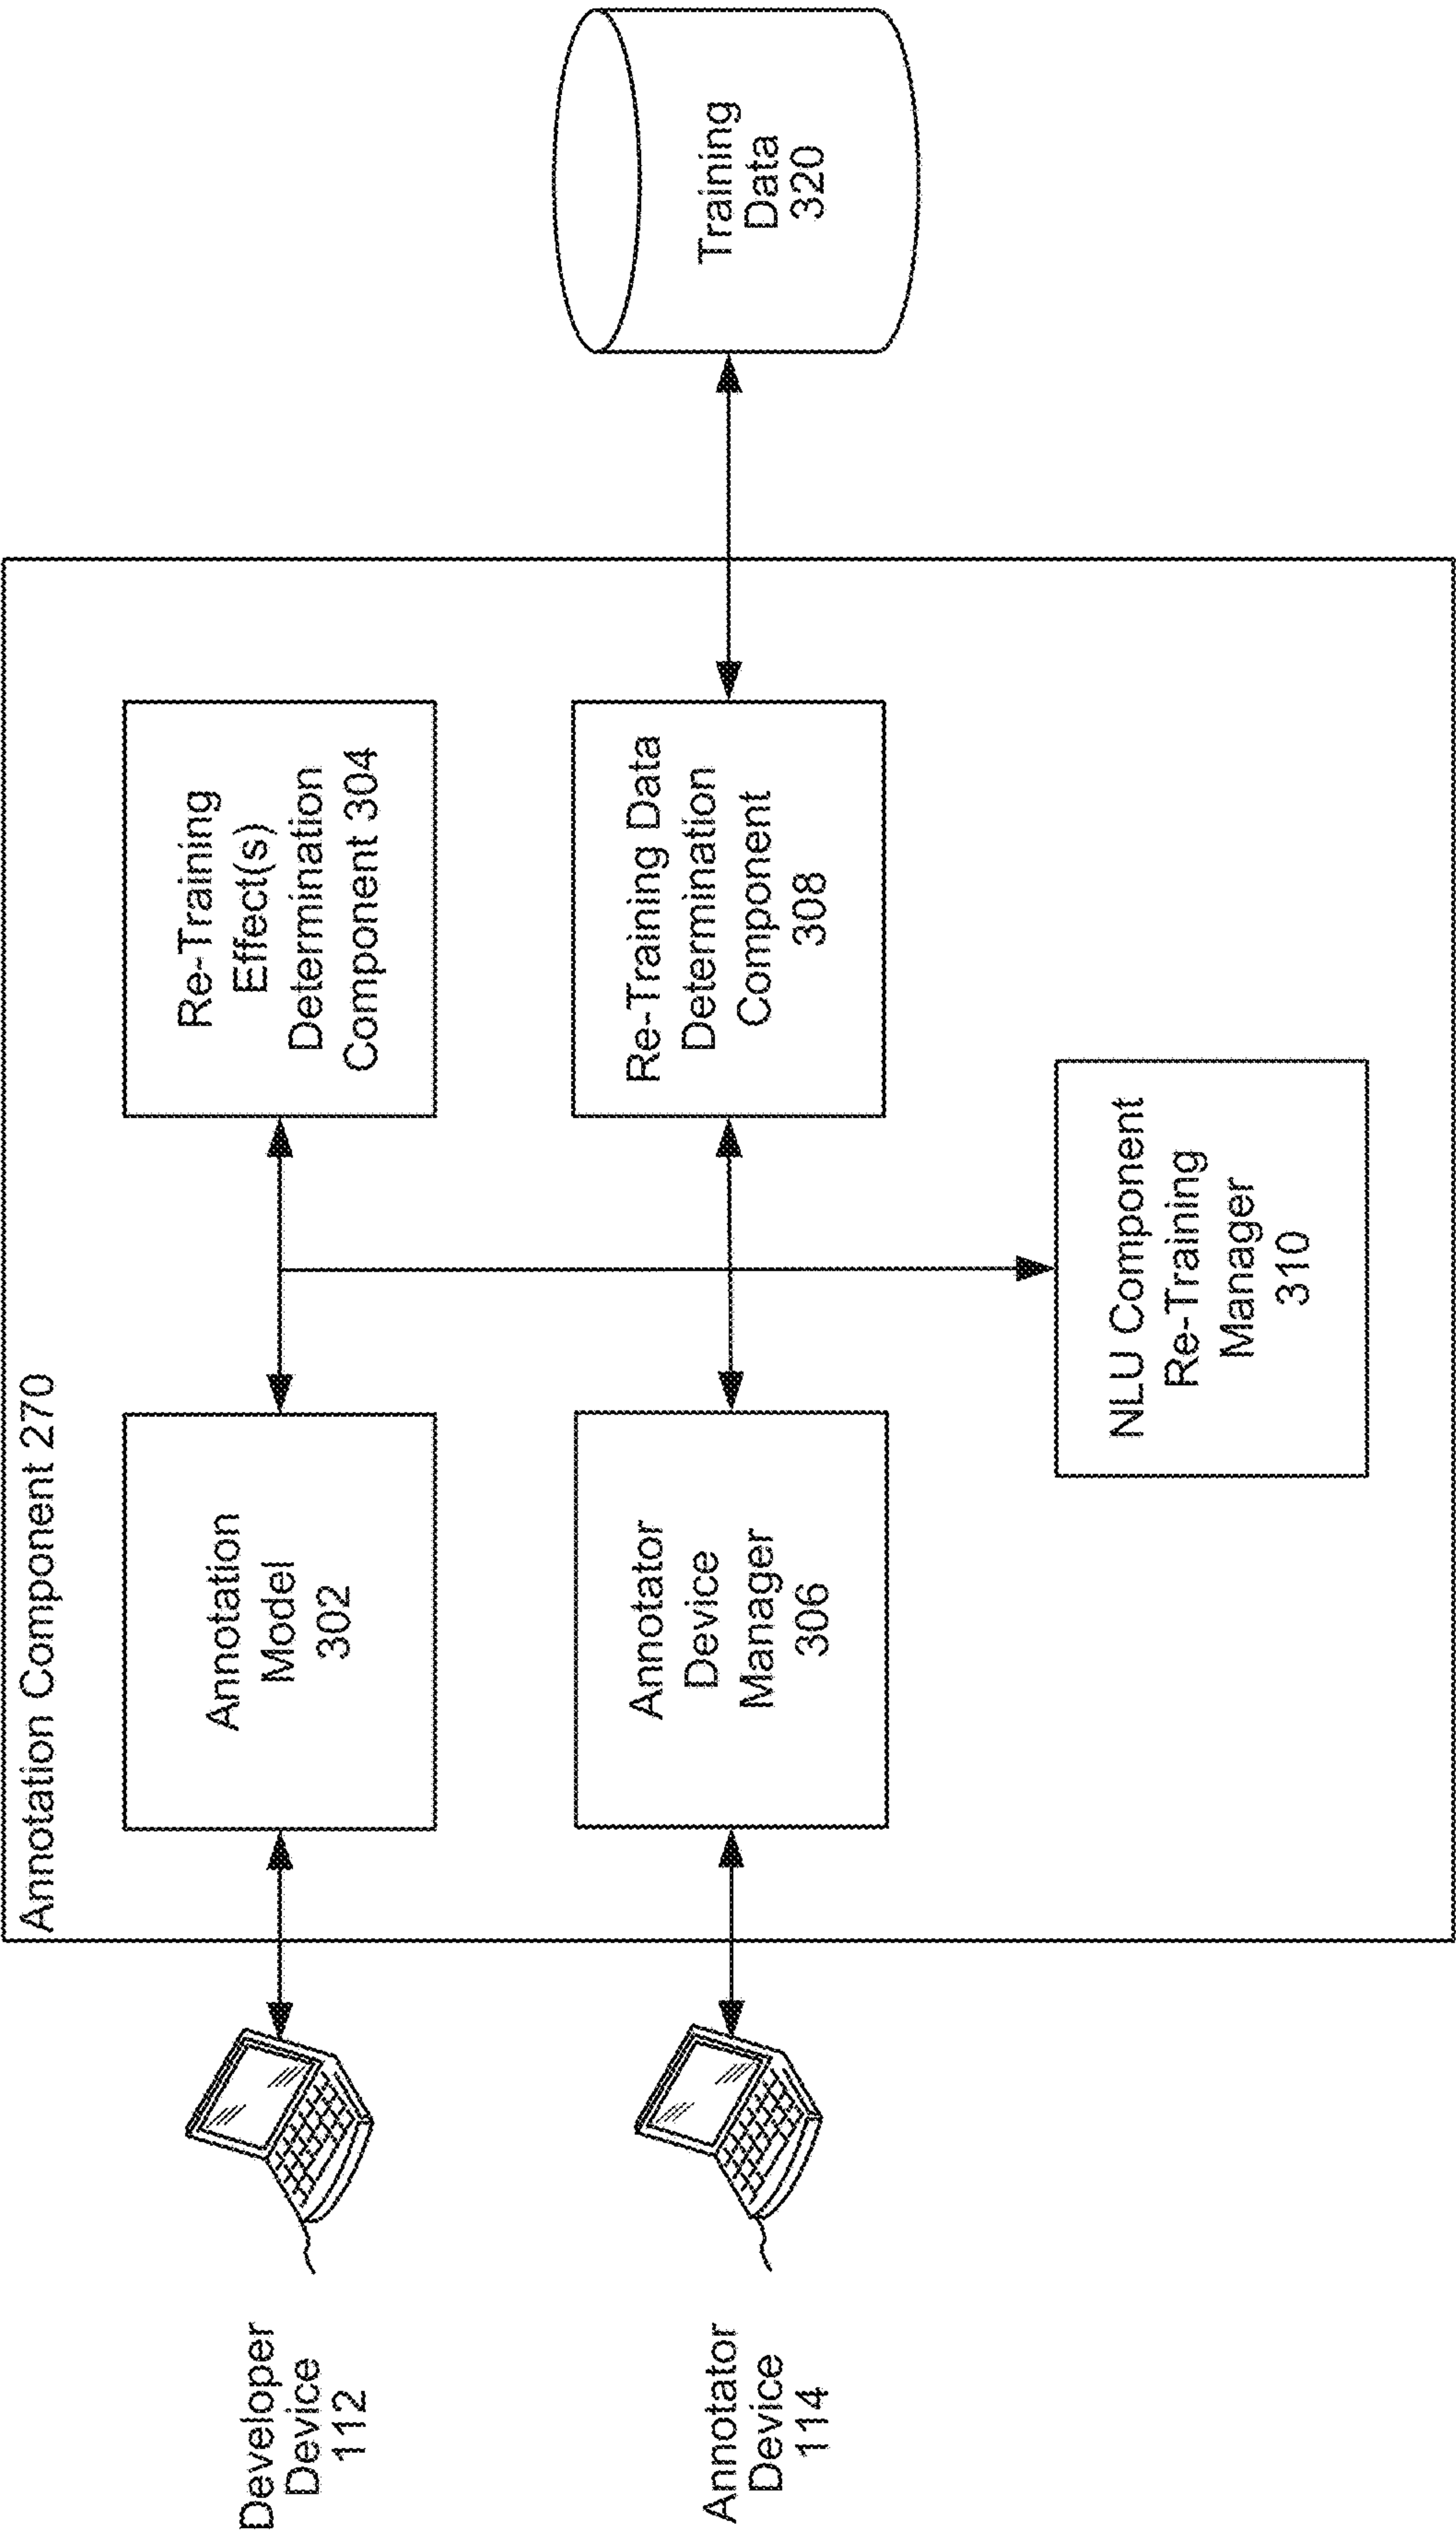 Annotation Component 270
Developer
Device
112
Annotation
Model
302
Re-Training
Effect(s)
Determination
Component 304
Annotator
Device
114
Annotator
Device
Manager
306
Re-Training Data
Determination
Component
308
Training
Data
320
NLU Component
Re-Training
Manager
310